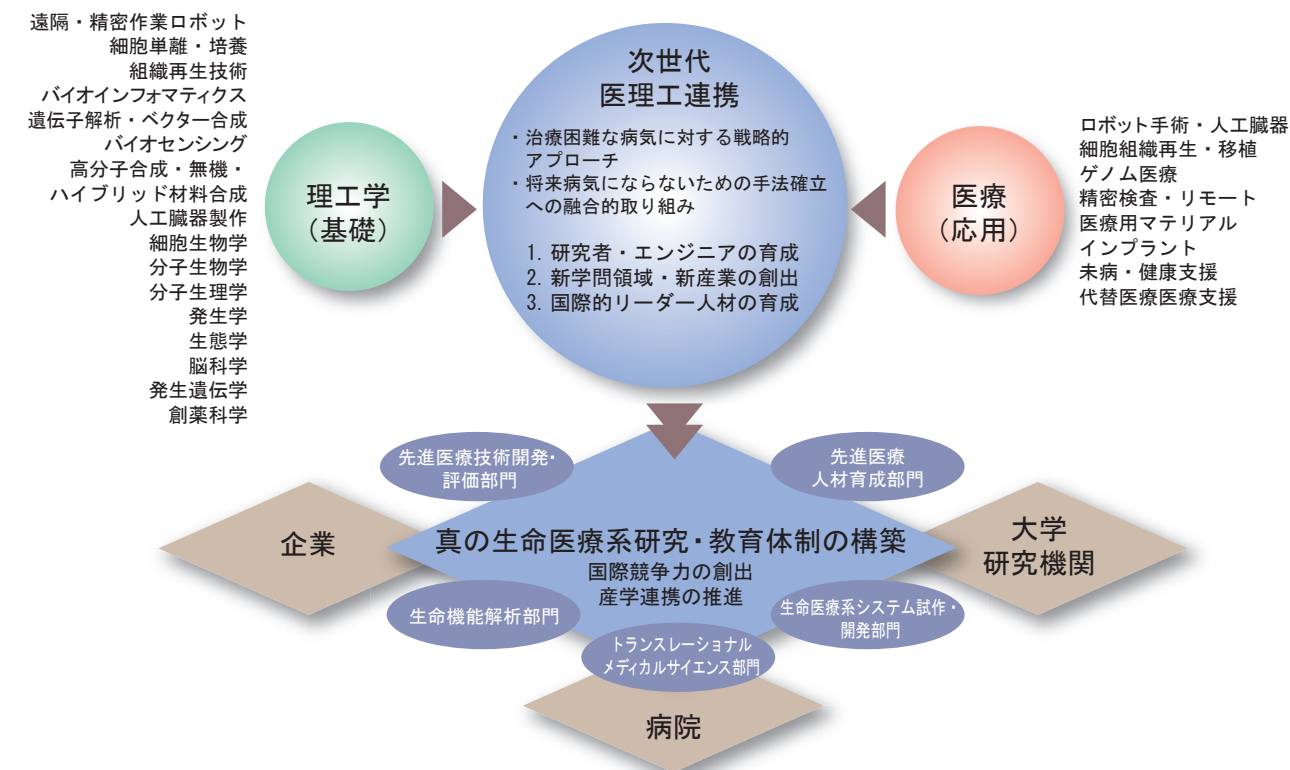 遠隔・精密作業ロボット
細胞単離・培養
組織再生技術
バイオインフォマティクス
遺伝子解析・ベクター合成
バイオセンシング
高分子合成・無機・
ハイブリッド材料合成
人工臓器製作
細胞生物学
分子生物学
分子生理学
発生学
生態学
脳科学
発生遺伝学
創薬科学
理工学
（基礎）
次世代
医理工連携
・治療困難な病気に対する戦略的
アプローチ
・将来病気にならないための手法確立
への融合的取り組み
1. 研究者・エンジニアの育成
2. 新学問領域・新産業の創出
3. 国際的リーダー人材の育成
医療
（応用）
ロボット手術・人工臓器
細胞組織再生・移植
ゲノム医療
精密検査・リモート
医療用マテリアル
インプラント
未病・健康支援
代替医療医療支援
先進医療技術開発・
評価部門
先進医療
人材育成部門
企業
真の生命医療系研究・教育体制の構築
国際競争力の創出
産学連携の推進
大学
研究機関
生命機能解析部門
生命医療系システム試作・
開発部門
トランスレーショナル
メディカルサイエンス部門
病院